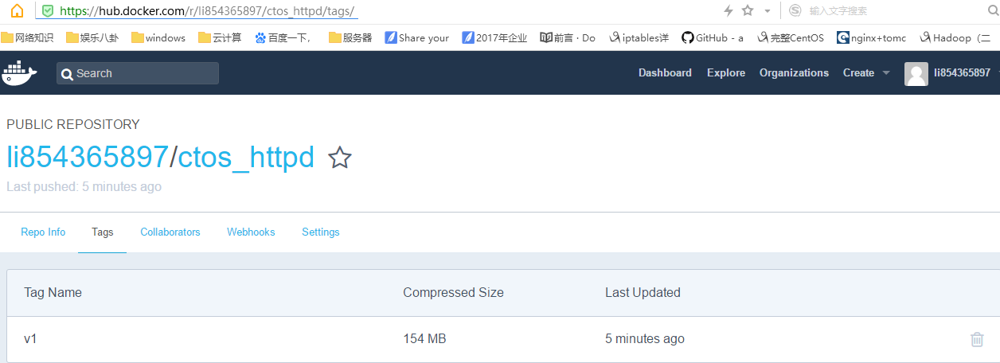 https://hub.docker.com/r/li854365897/ctos_httpd/tags/ 输入文字搜索
网络知识 娱乐八卦 windows 云计算 百度一下, 服务器 Share your 2017年企业 前言 · Do iptables详 GitHub - a 完整CentOS nginx+tomc Hadoop（二
Search Dashboard Explore Organizations Create li854365897
PUBLIC REPOSITORY
li854365897/ctos_httpd
Last pushed: 5 minutes ago
Repo Info Tags Collaborators Webhooks Settings
Tag Name Compressed Size Last Updated
v1 154 MB 5 minutes ago